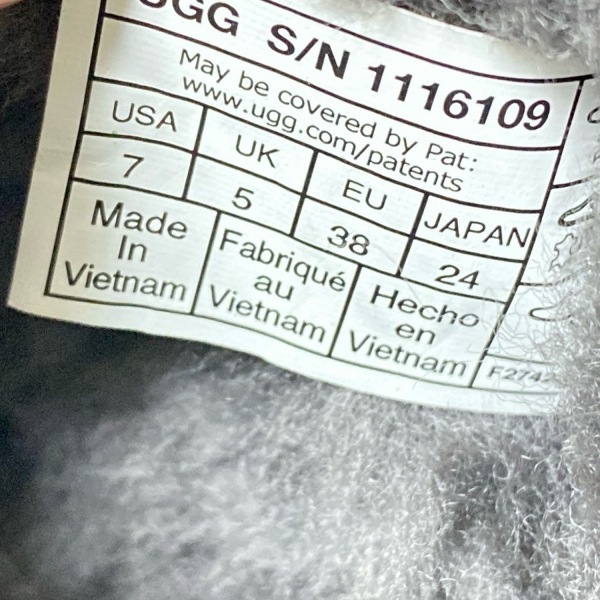 UGG S/N 1116109
May be covered by Pat:
www.ugg.com/patents
USA UK EU JAPAN
7 5 38 24
Made In Vietnam
Fabriqué au Vietnam
Hecho en Vietnam